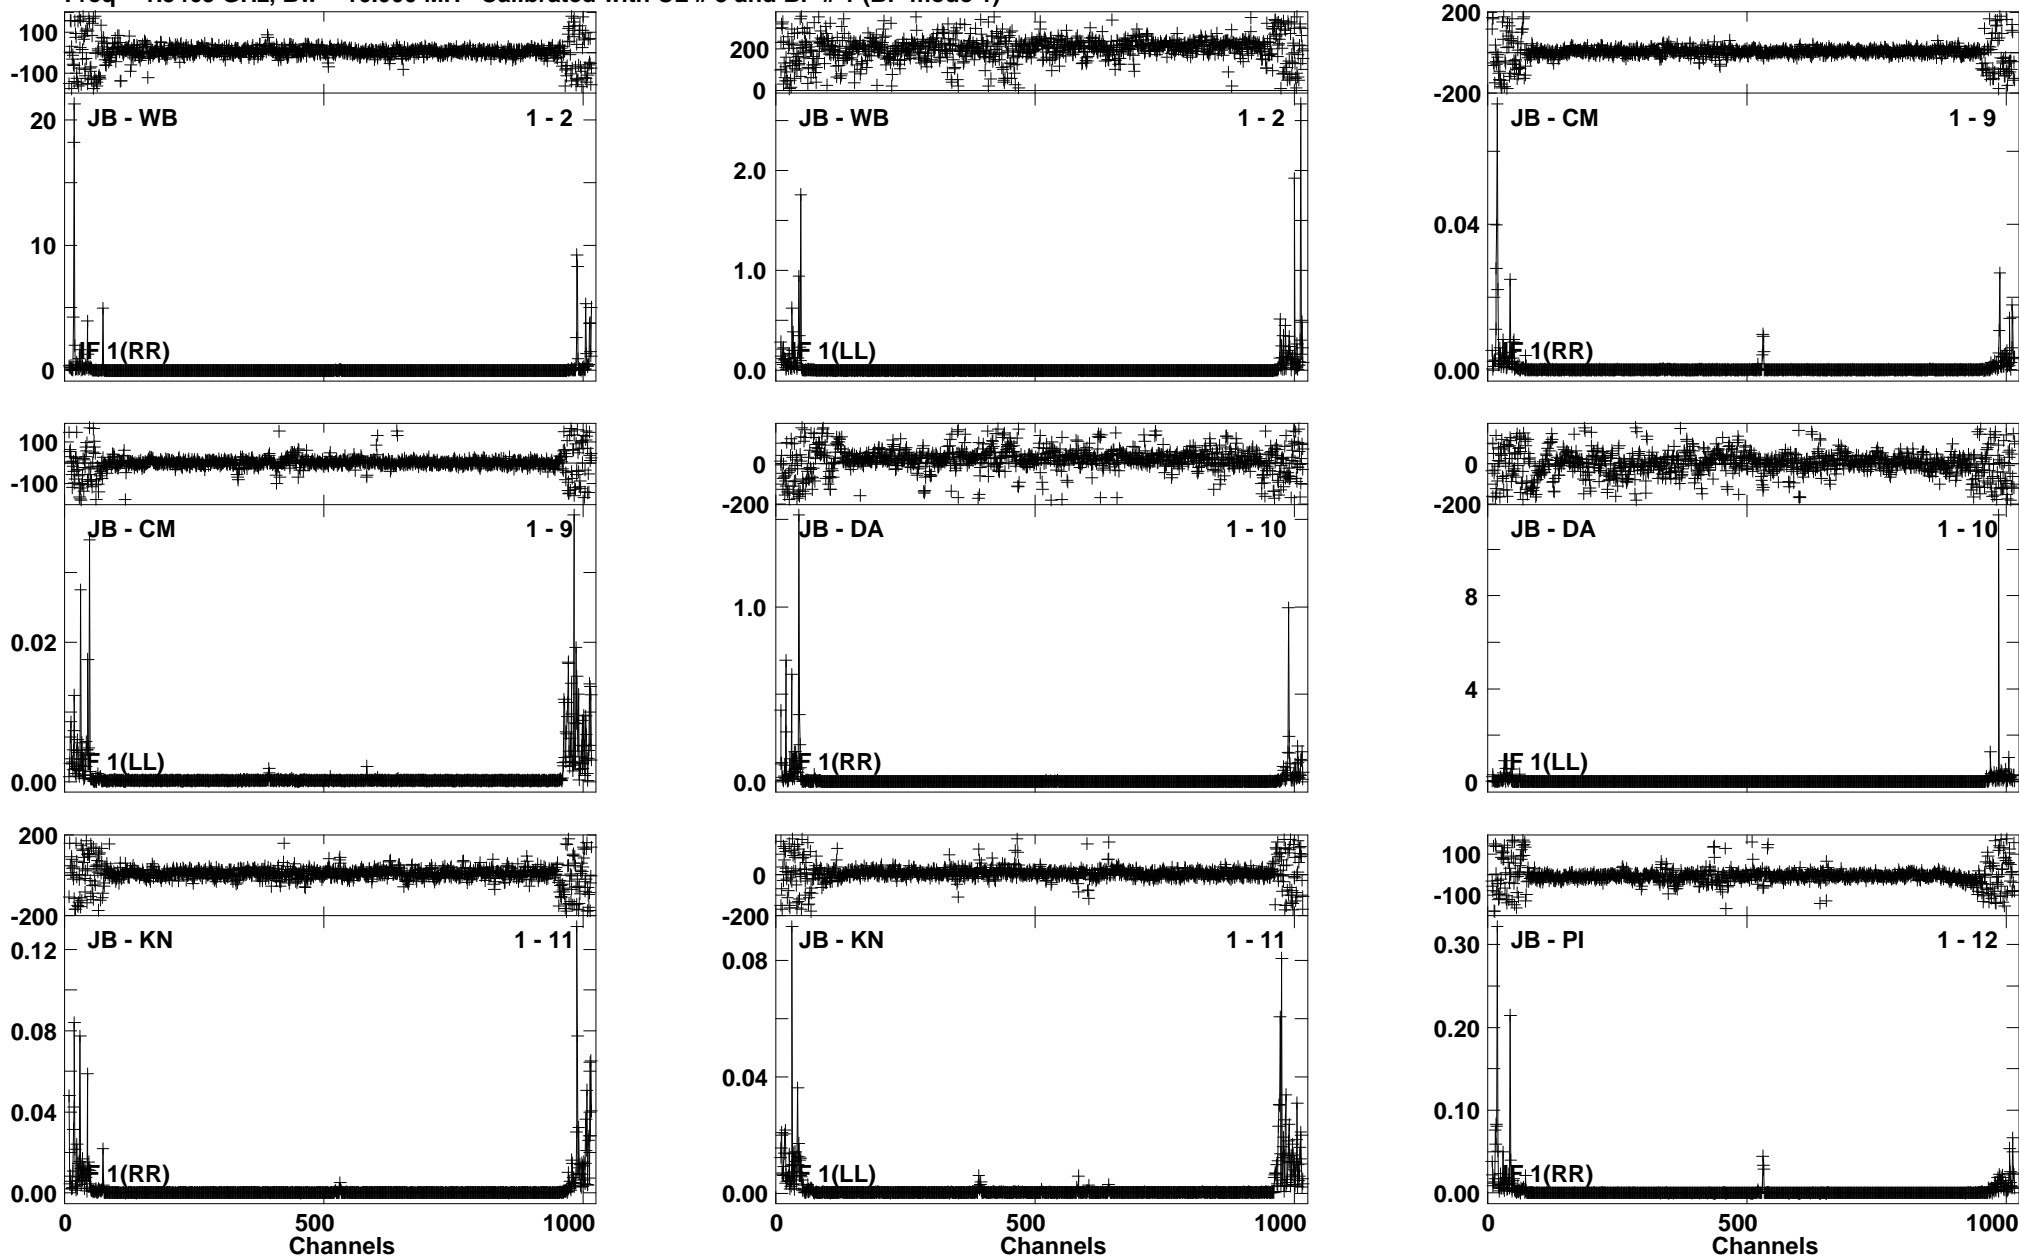 100
-100
20
10
0
JB - WB 1 - 2
IF 1(RR)
200
0
2.0
1.0
0.0
JB - WB 1 - 2
IF 1(LL)
200
-200
0.04
0.00
JB - CM 1 - 9
IF 1(RR)
100
-100
0.02
0.00
JB - CM 1 - 9
IF 1(LL)
0
-200
1.0
0.0
JB - DA 1 - 10
IF 1(RR)
0
-200
8
4
0
JB - DA 1 - 10
IF 1(LL)
200
-200
0.12
0.08
0.04
0.00
JB - KN 1 - 11
IF 1(RR)
0 500 1000
Channels
0
-200
0.08
0.04
0.00
JB - KN 1 - 11
IF 1(LL)
0 500 1000
Channels
100
-100
0.30
0.20
0.10
0.00
JB - PI 1 - 12
IF 1(RR)
0 500 1000
Channels